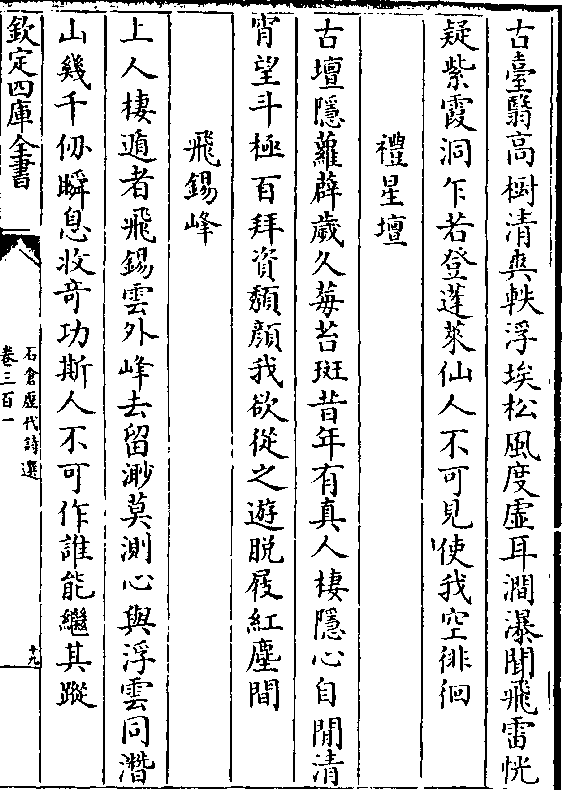 古臺翳高樹清爽軼浮埃松風度虚耳澗瀑聞飛雷恍
疑紫霞洞乍若登蓬萊仙人不可見使我空徘徊
禮星壇
古壇隱蘿薜歲久莓苔斑昔年有真人棲隱心自閒清
宵望斗極百拜資頮顔我欲從之遊脱屐紅塵間
飛錫峰
上人棲遁者飛錫雲外峰去留渺莫測心與浮雲同潛
山幾千仞瞬息收奇功斯人不可作誰能繼其蹤
欽定四庫全書
石倉歷代詩選
卷三百一
十九